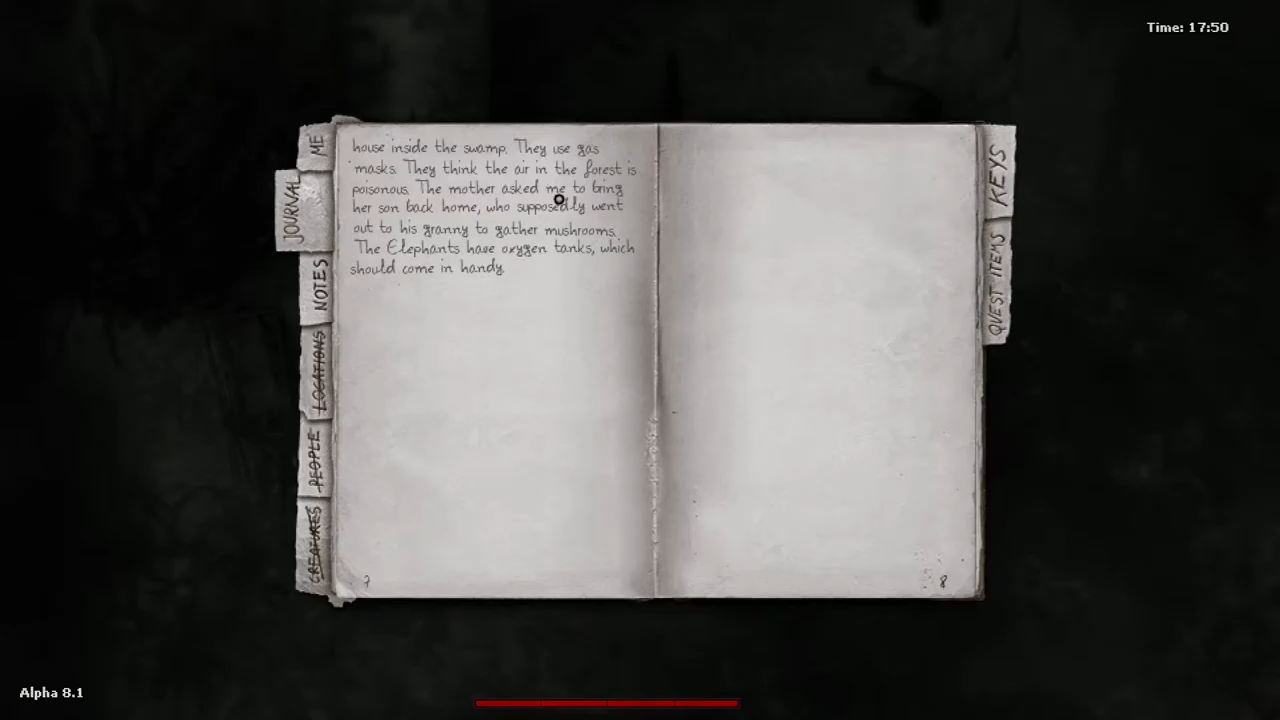 Time: 17:50
ME
JOURNAL
NOTES
LOCATIONS
PEOPLE
CREATURES
house inside the swamp. They use gas
masks. They think the air in the forest is
poisonous. The mother asked me to bring
her son back home, who supposedly went
out to his granny to gather mushrooms.
The Elephants have oxygen tanks, which
should come in handy.
7
8
KEYS
QUEST ITEMS
Alpha 8.1